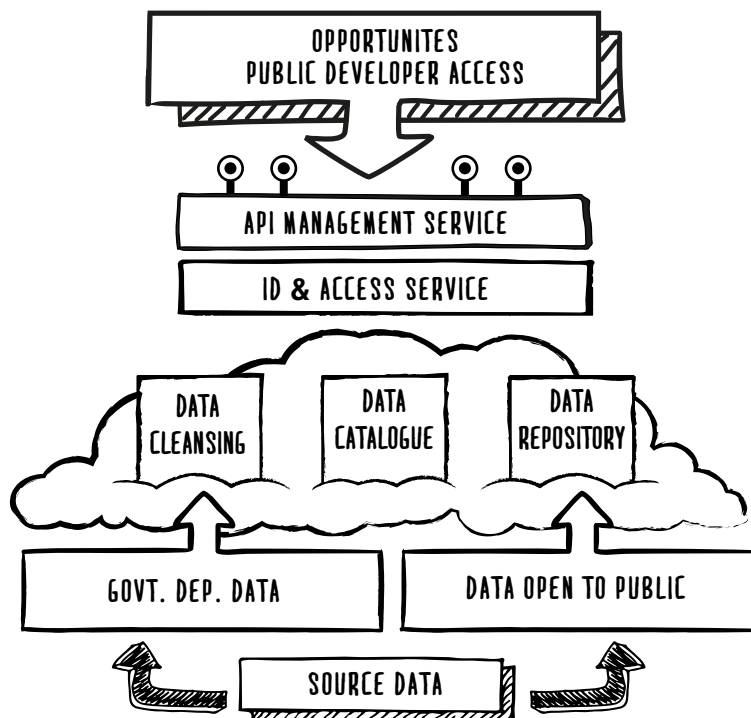 OPPORTUNITES
PUBLIC DEVELOPER ACCESS
API MANAGEMENT SERVICE
ID & ACCESS SERVICE
DATA
CLEANSING
DATA
CATALOGUE
DATA
REPOSITORY
GOVT. DEP. DATA
DATA OPEN TO PUBLIC
SOURCE DATA